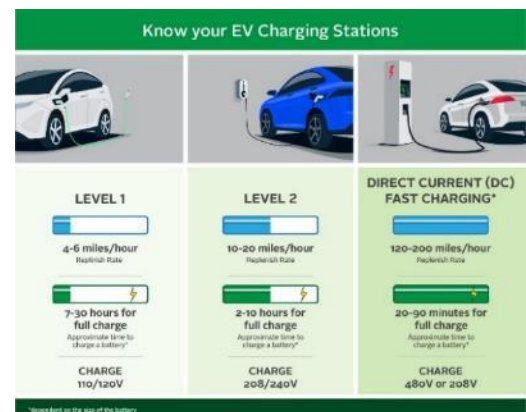 Know your EV Charging Stations
LEVEL 1
4-6 miles/hour
Replenish Rate
7-30 hours for
full charge
Approximate time to
charge a battery*
CHARGE
110/120V
LEVEL 2
10-20 miles/hour
Replenish Rate
2-10 hours for
full charge
Approximate time to
charge a battery*
CHARGE
208/240V
DIRECT CURRENT (DC)
FAST CHARGING*
120-200 miles/hour
Replenish Rate
20-90 minutes for
full charge
Approximate time to
charge a battery*
CHARGE
480V or 208V
*dependent on the size of the battery